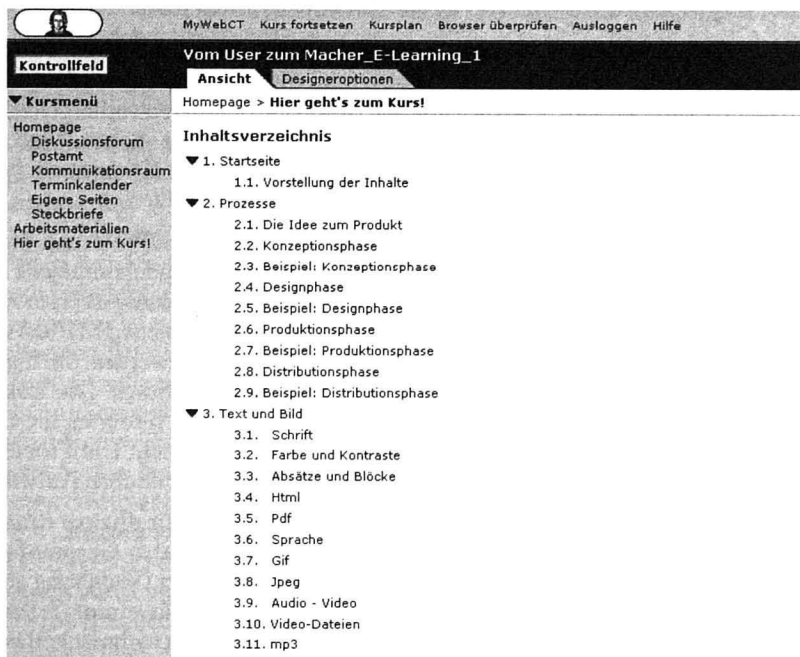 MyWebCT Kurs fortsetzen Kursplan Browser überprüfen Ausloggen Hilfe
Kontrollfeld
Vom User zum Macher_E-Learning_1
Ansicht Designeroptionen
Kursmenü
Homepage > Hier geht's zum Kurs!
Homepage
Diskussionsforum
Postamt
Kommunikationsraum
Terminkalender
Eigene Seiten
Steckbriefe
Arbeitsmaterialien
Hier geht's zum Kurs!
Inhaltsverzeichnis
1. Startseite
1.1. Vorstellung der Inhalte
2. Prozesse
2.1. Die Idee zum Produkt
2.2. Konzeptionsphase
2.3. Beispiel: Konzeptionsphase
2.4. Designphase
2.5. Beispiel: Designphase
2.6. Produktionsphase
2.7. Beispiel: Produktionsphase
2.8. Distributionsphase
2.9. Beispiel: Distributionsphase
3. Text und Bild
3.1. Schrift
3.2. Farbe und Kontraste
3.3. Absätze und Blöcke
3.4. Html
3.5. Pdf
3.6. Sprache
3.7. Gif
3.8. Jpeg
3.9. Audio - Video
3.10. Video-Dateien
3.11. mp3